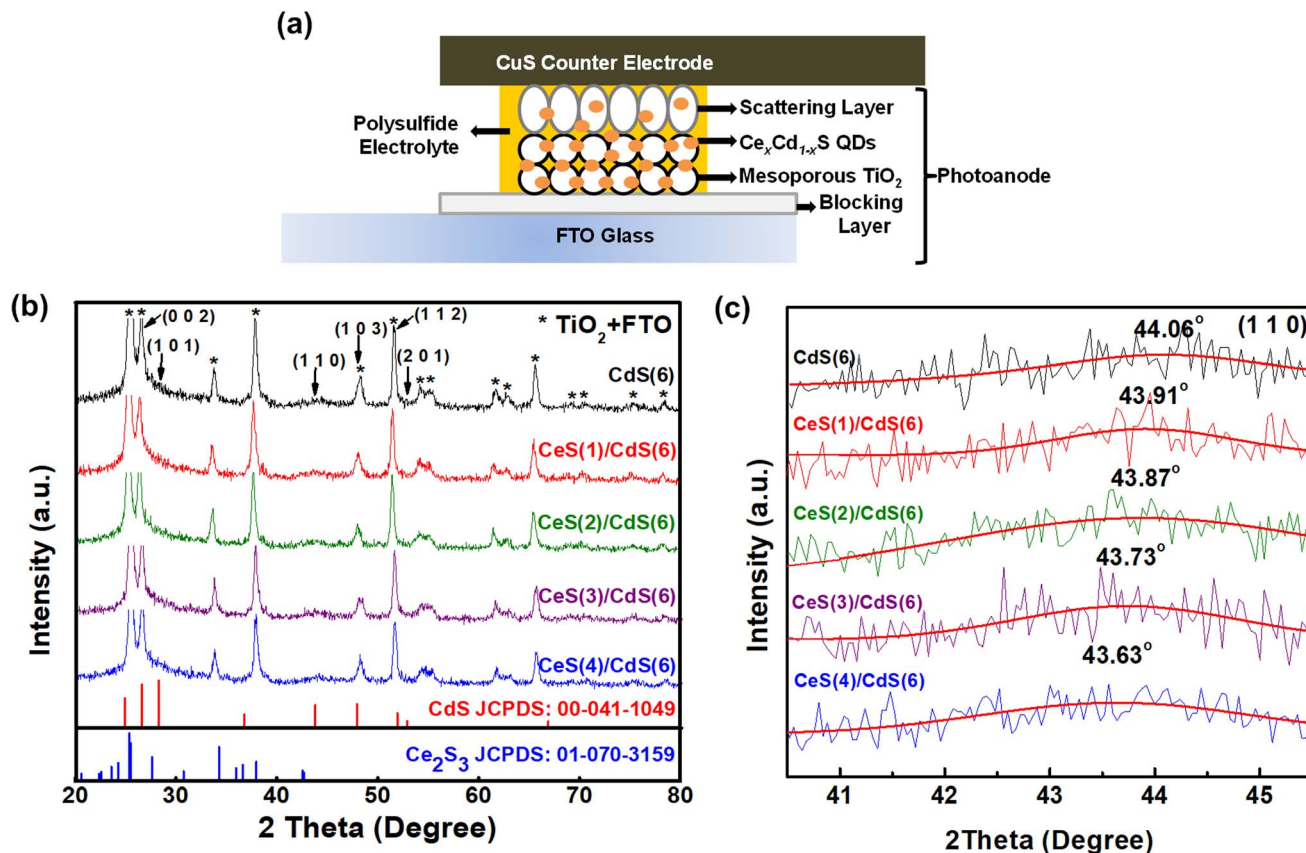 (a)
CuS Counter Electrode
Polysulfide
Electrolyte
Scattering Layer
CeₓCd₁₋ₓS QDs
Mesoporous TiO₂
Blocking
Layer
Photoanode
FTO Glass
(b)
* *
(0 0 2)
(1 0 1)
*
*
(1 1 0)
(1 0 3)
*
*
(1 1 2)
(2 0 1)
**
**
*
**
*
*
* TiO₂+FTO
CdS(6)
CeS(1)/CdS(6)
CeS(2)/CdS(6)
CeS(3)/CdS(6)
CeS(4)/CdS(6)
CdS JCPDS: 00-041-1049
Ce₂S₃ JCPDS: 01-070-3159
Intensity (a.u.)
20 30 40 50 60 70 80
2 Theta (Degree)
(c)
44.06° (1 1 0)
CdS(6)
43.91°
CeS(1)/CdS(6)
43.87°
CeS(2)/CdS(6)
43.73°
CeS(3)/CdS(6)
43.63°
CeS(4)/CdS(6)
Intensity (a.u.)
41 42 43 44 45
2Theta (Degree)